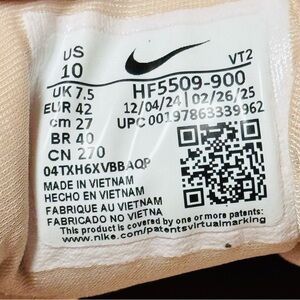 US
10
UK 7.5
EUR 42
cm 27
BR 40
CN 270
VT2
HF5509-900
12/04/24 | 02/26/25
UPC 00197863339962
04TXH6XVBBAQP
MADE IN VIETNAM
HECHO EN VIETNAM
FABRIQUE AU VIETNAM
FABRICADO NO VIETNA
This product is covered by one or more patents
www.nike.com/patentsvirtualmarking